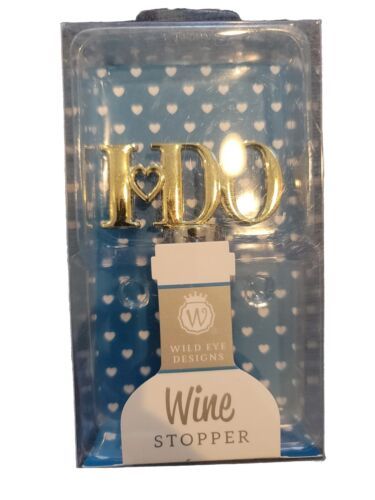 I♥DO
W
WILD EYE
DESIGNS
Wine
STOPPER